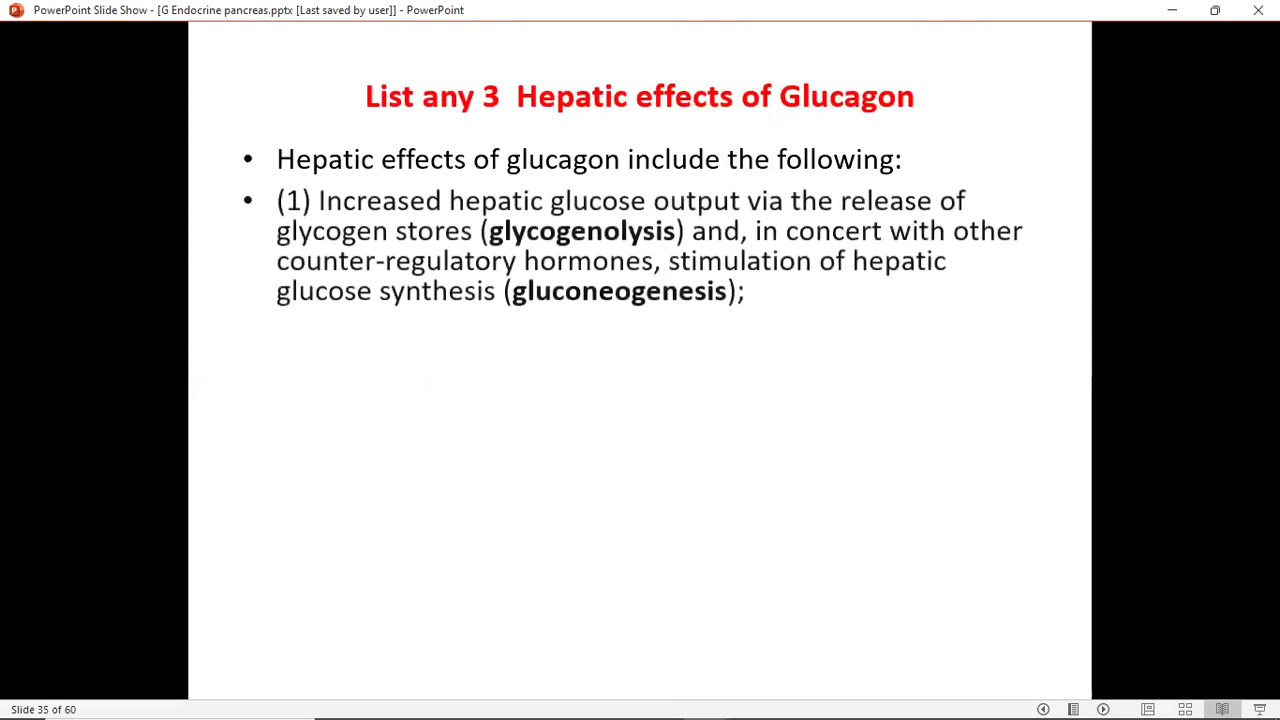 PowerPoint Slide Show - [G Endocrine pancreas.pptx [Last saved by user]] - PowerPoint
List any 3 Hepatic effects of Glucagon
• Hepatic effects of glucagon include the following:
• (1) Increased hepatic glucose output via the release of
glycogen stores (glycogenolysis) and, in concert with other
counter-regulatory hormones, stimulation of hepatic
glucose synthesis (gluconeogenesis);
Slide 35 of 60